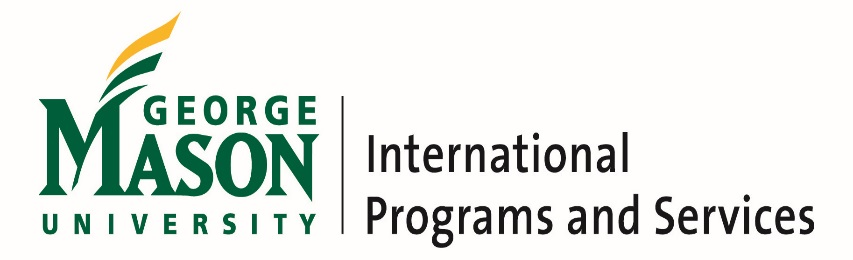 GEORGE
MASON
UNIVERSITY
International
Programs and Services